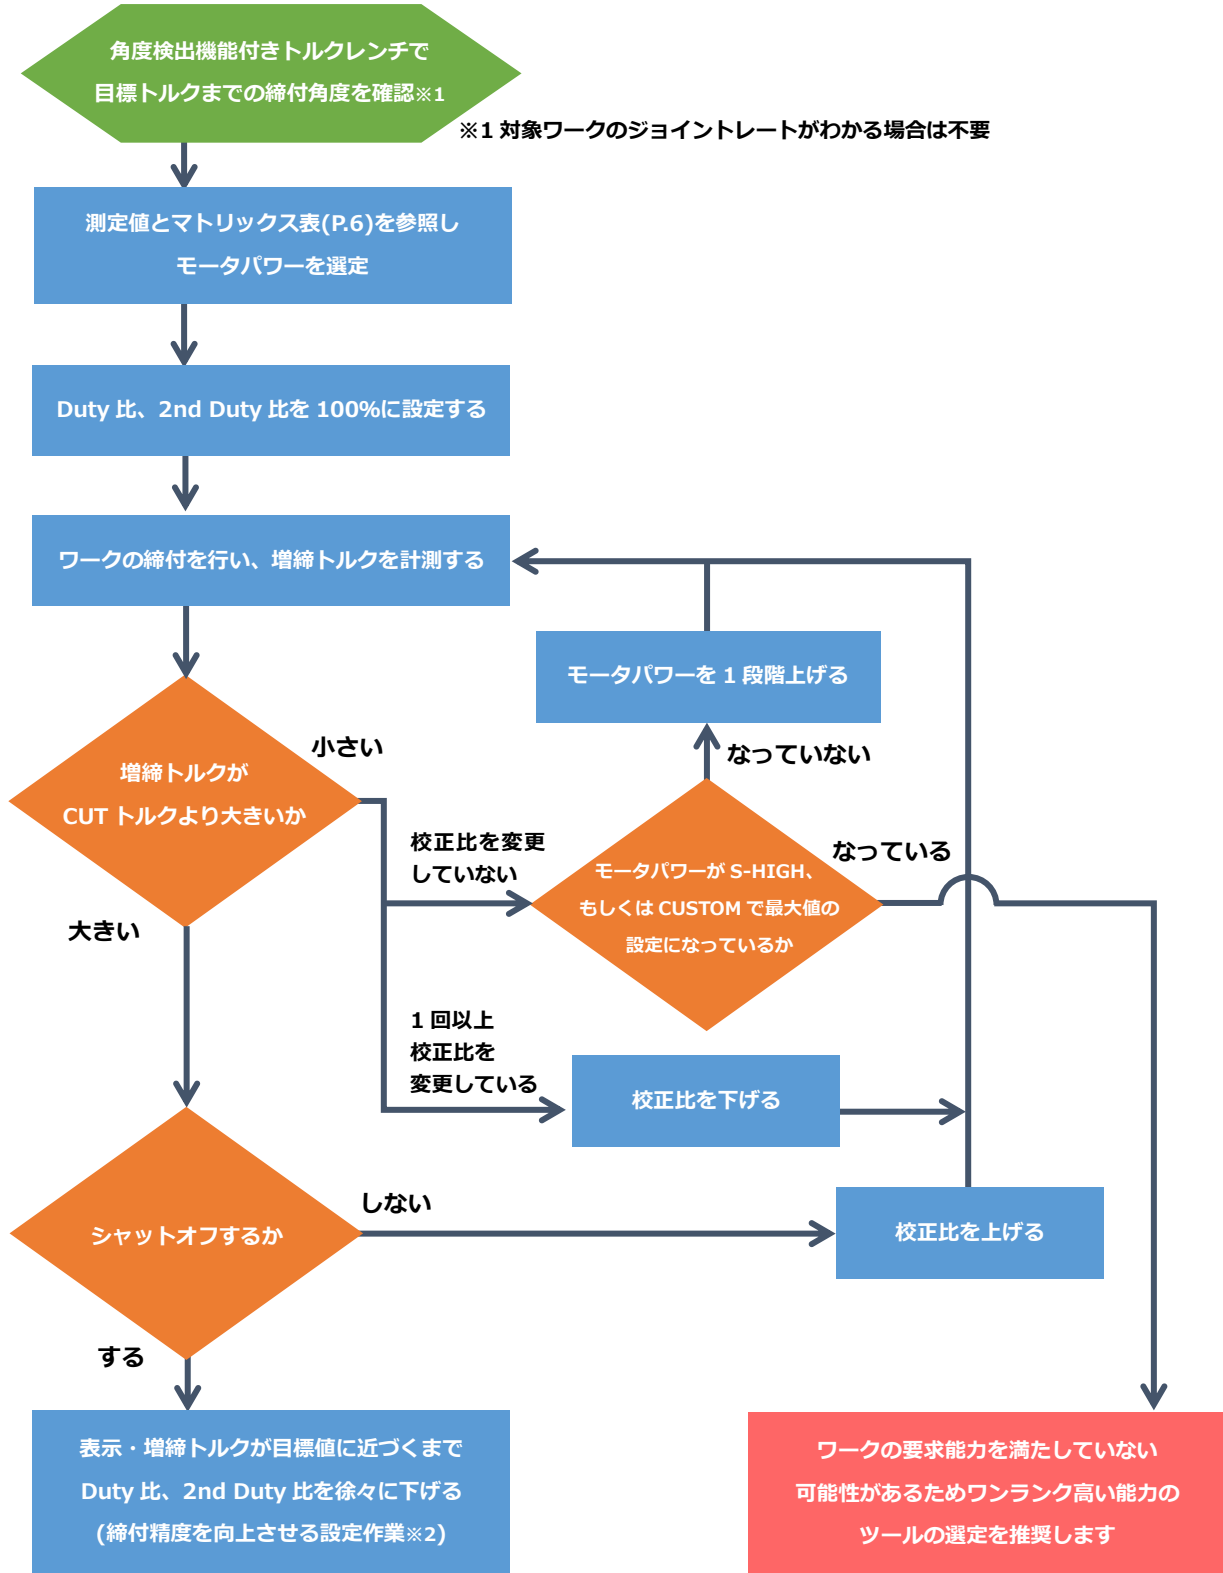 角度検出機能付きトルクレンチで
目標トルクまでの締付角度を確認※1
※1 対象ワークのジョイントレートがわかる場合は不要
測定値とマトリックス表(P.6)を参照し
モータパワーを選定
Duty 比、2nd Duty 比を 100%に設定する
ワークの締付を行い、増締トルクを計測する
モータパワーを 1 段階上げる
小さい
なっていない
増締トルクが
CUT トルクより大きいか
校正比を変更
していない
なっている
モータパワーが S-HIGH、
もしくは CUSTOM で最大値の
設定になっているか
大きい
1 回以上
校正比を
変更している
校正比を下げる
しない
シャットオフするか
校正比を上げる
する
表示・増締トルクが目標値に近づくまで
Duty 比、2nd Duty 比を徐々に下げる
(締付精度を向上させる設定作業※2)
ワークの要求能力を満たしていない
可能性があるためワンランク高い能力の
ツールの選定を推奨します